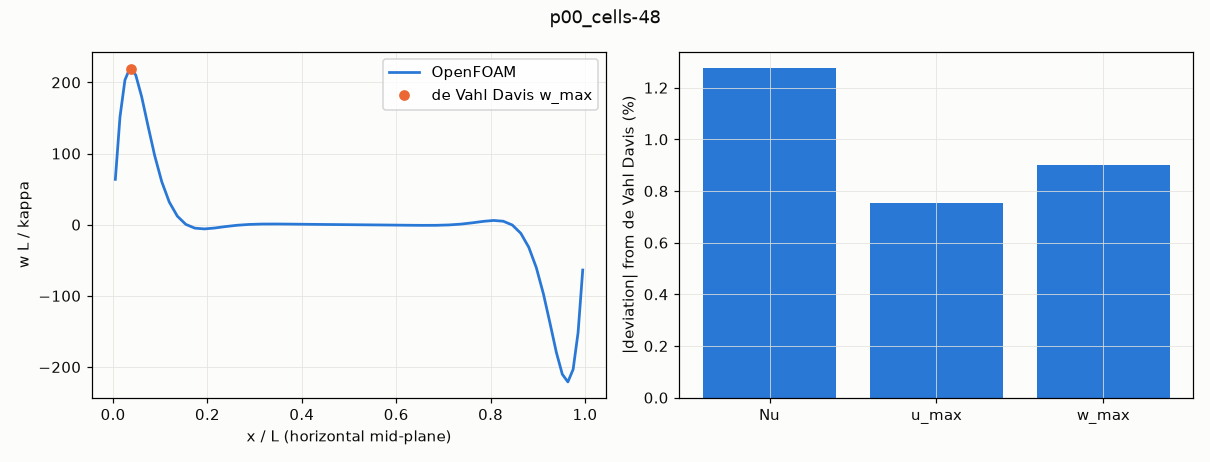 p00_cells-48
w L / kappa
200
100
0
−100
−200
OpenFOAM
de Vahl Davis w_max
0.0 0.2 0.4 0.6 0.8 1.0
x / L (horizontal mid-plane)
|deviation| from de Vahl Davis (%)
1.2
1.0
0.8
0.6
0.4
0.2
0.0
Nu u_max w_max